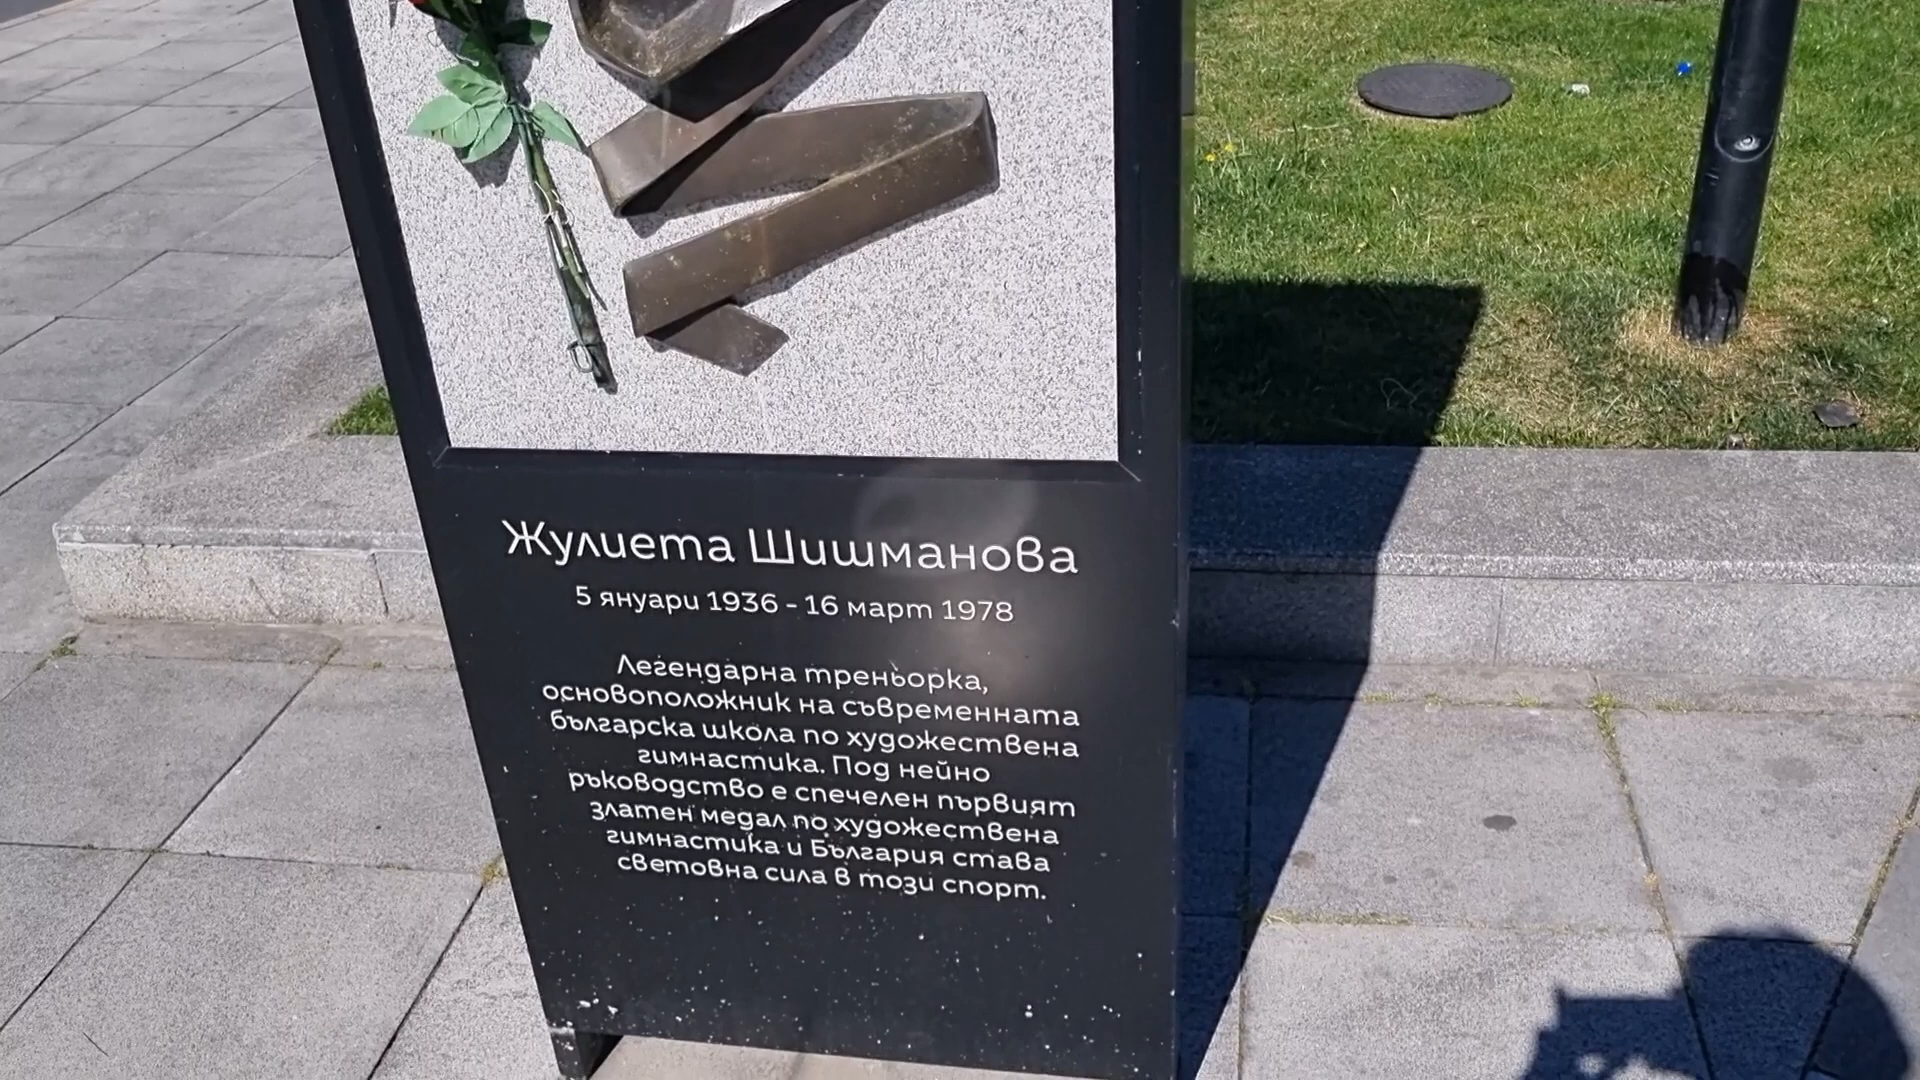 Жулиета Шишманова
5 януари 1936 - 16 март 1978
Легендарна треньорка,
основоположник на съвременната
българска школа по художествена
гимнастика. Под нейно
ръководство е спечелен първият
златен медал по художествена
гимнастика и България става
световна сила в този спорт.